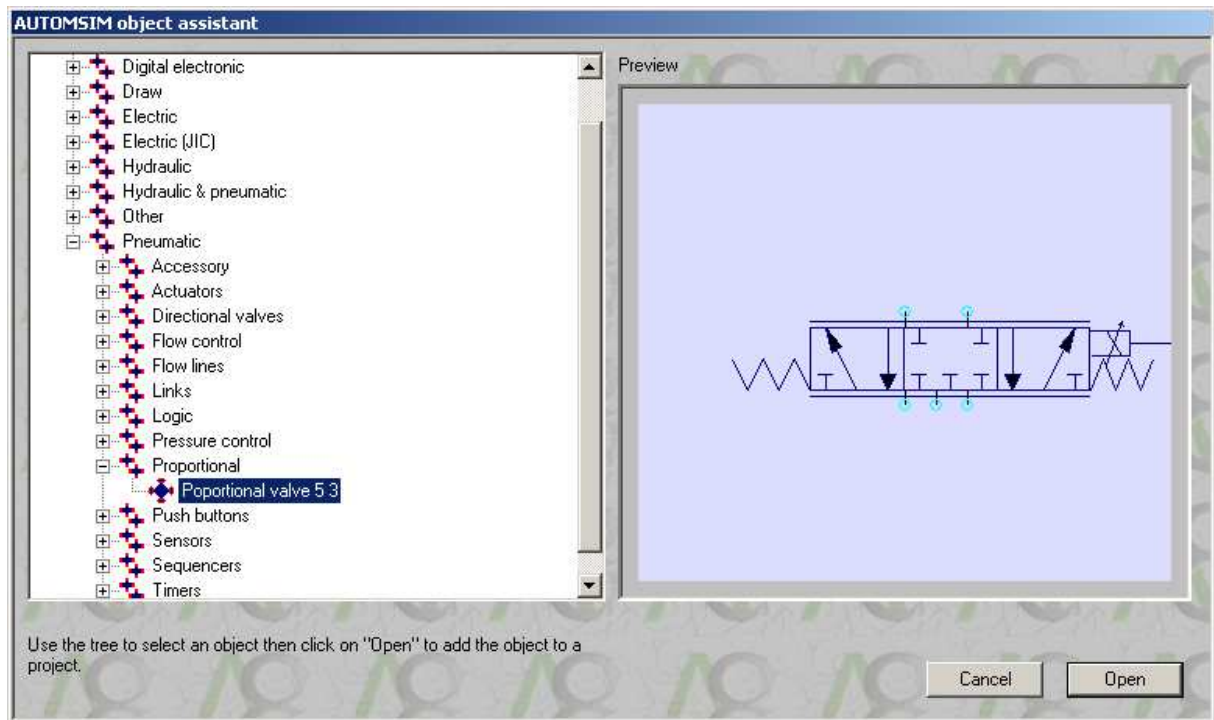 AUTOMSIM object assistant
Digital electronic
Draw
Electric
Electric (JIC)
Hydraulic
Hydraulic & pneumatic
Other
Pneumatic
Accessory
Actuators
Directional valves
Flow control
Flow lines
Links
Logic
Pressure control
Proportional
Poportional valve 5 3
Push buttons
Sensors
Sequencers
Timers
Preview
Use the tree to select an object then click on "Open" to add the object to a
project.
Cancel
Open